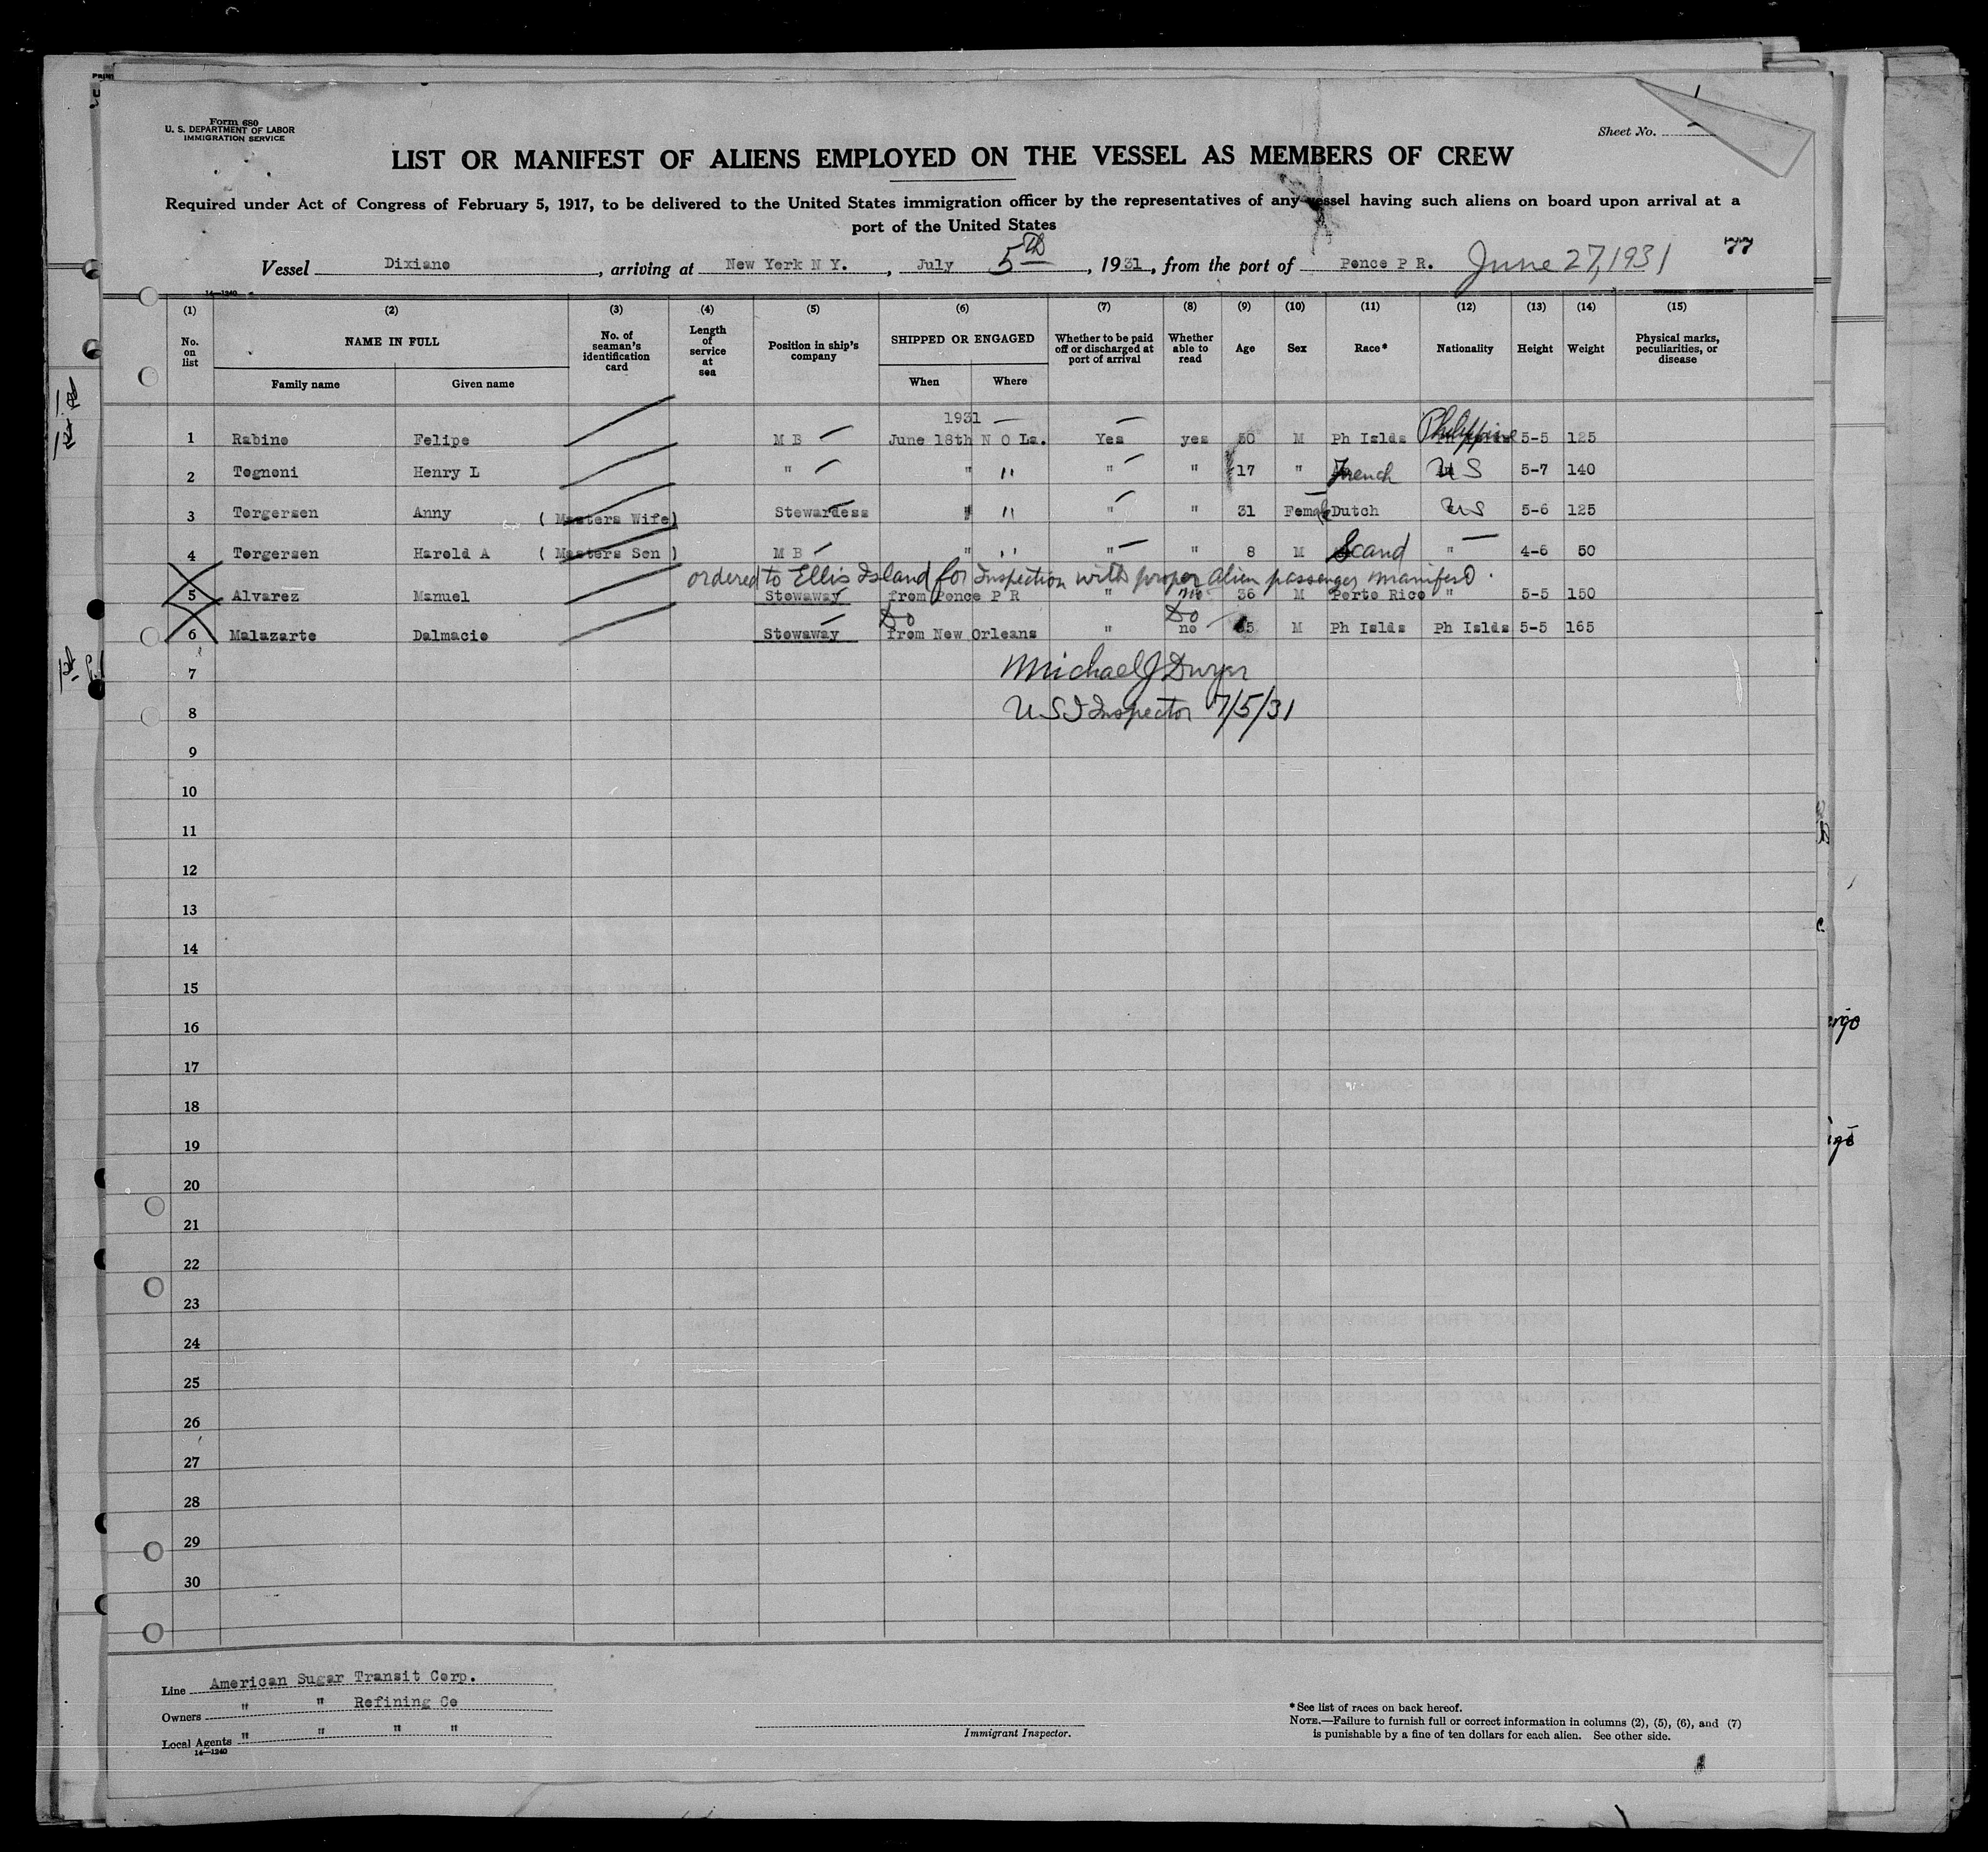 Form 680
U. S. DEPARTMENT OF LABOR
IMMIGRATION SERVICE
Sheet No. 1
LIST OR MANIFEST OF ALIENS EMPLOYED ON THE VESSEL AS MEMBERS OF CREW
Required under Act of Congress of February 5, 1917, to be delivered to the United States immigration officer by the representatives of any vessel having such aliens on board upon arrival at a
port of the United States
77
Vessel Dixiano, arriving at New York N Y., July 5th, 1931, from the port of Ponce P R. June 27, 1931
14—1240
(1) (2) (3) (4) (5) (6) (7) (8) (9) (10) (11) (12) (13) (14) (15)
No. on list NAME IN FULL No. of seaman's identification card Length of service at sea Position in ship's company SHIPPED OR ENGAGED Whether to be paid off or discharged at port of arrival Whether able to read Age Sex Race* Nationality Height Weight Physical marks, peculiarities, or disease
Family name Given name When Where
1931
1 Rabino Felipe M B June 18th N O La. Yes yes 50 M Ph Islds Philippine 5-5 125
2 Tognoni Henry L " " " " " 17 " French U S 5-7 140
3 Torgersen Anny (Masters Wife) Stewardess " " " " 31 Female Dutch U S 5-6 125
4 Torgersen Harold A (Masters Son) M B " " " " 8 M Scand " 4-6 50
ordered to Ellis Island for Inspection with proper alien passenger manifest.
5 Alvarez Manuel Stowaway from Ponce P R " no 36 M Porto Rico " 5-5 150
Do Do
6 Malazarte Dalmacio Stowaway from New Orleans " no 35 M Ph Islds Ph Islds 5-5 165
7 Michael J Dwyer
8 U S I Inspector 7/5/31
9
10
11
12
13
14
15
16
17
18
19
20
21
22
23
24
25
26
27
28
29
30
Line American Sugar Transit Corp.
Owners " " Refining Co
Local Agents " " " "
14—1240
Immigrant Inspector.
*See list of races on back hereof.
NOTE.—Failure to furnish full or correct information in columns (2), (5), (6), and (7)
is punishable by a fine of ten dollars for each alien. See other side.